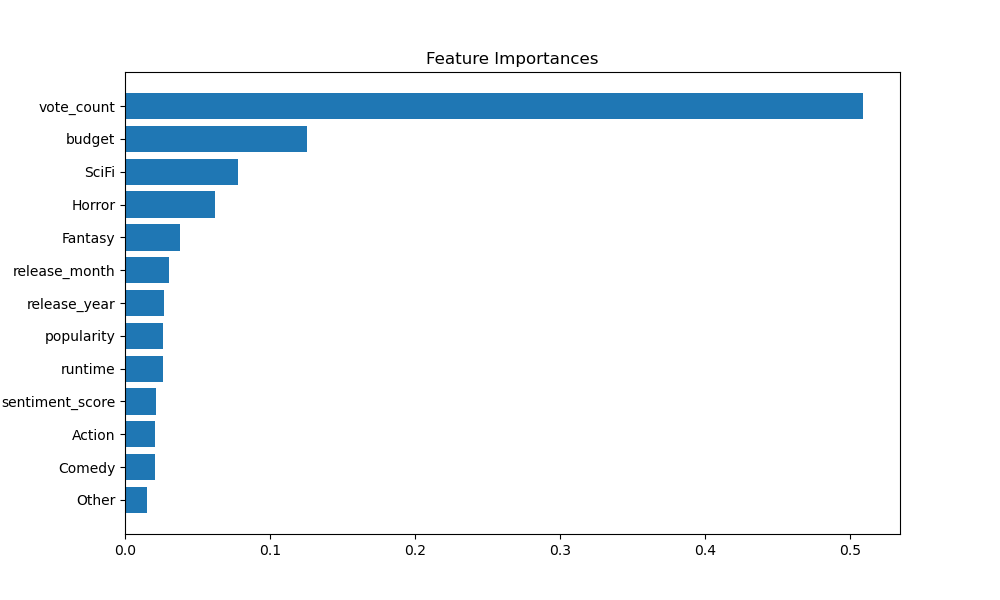 Feature Importances
vote_count
budget
SciFi
Horror
Fantasy
release_month
release_year
popularity
runtime
sentiment_score
Action
Comedy
Other
0.0 0.1 0.2 0.3 0.4 0.5